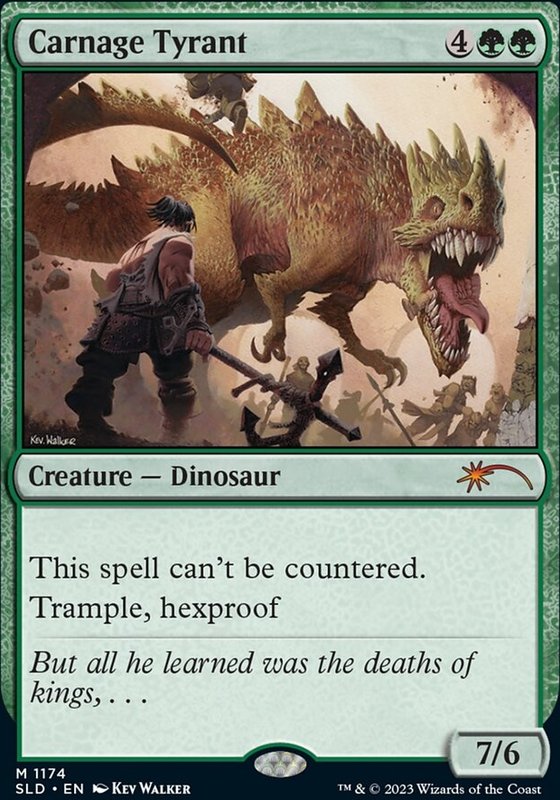 Carnage Tyrant 4
KEV. WALKER
Creature — Dinosaur
This spell can't be countered.
Trample, hexproof
But all he learned was the deaths of
kings, . . .
7/6
M 1174
SLD • EN KEV WALKER
™ & © 2023 Wizards of the Coast